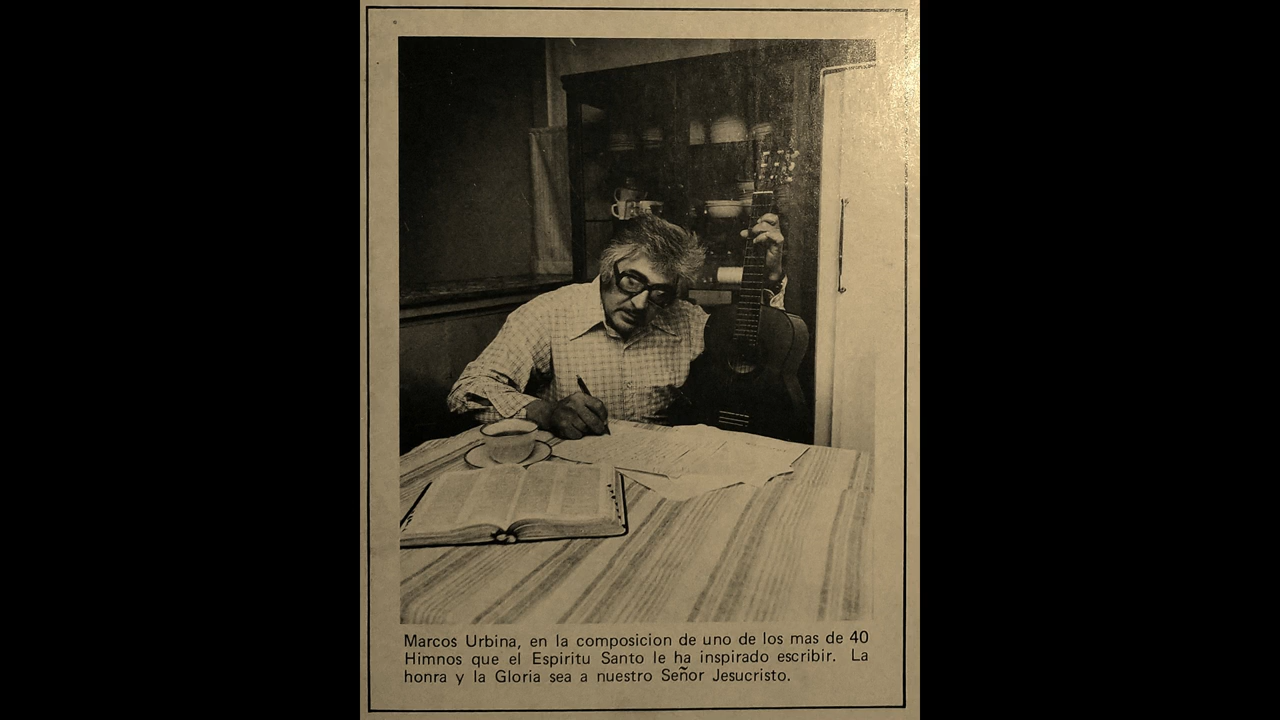 Marcos Urbina, en la composicion de uno de los mas de 40
Himnos que el Espiritu Santo le ha inspirado escribir. La
honra y la Gloria sea a nuestro Señor Jesucristo.